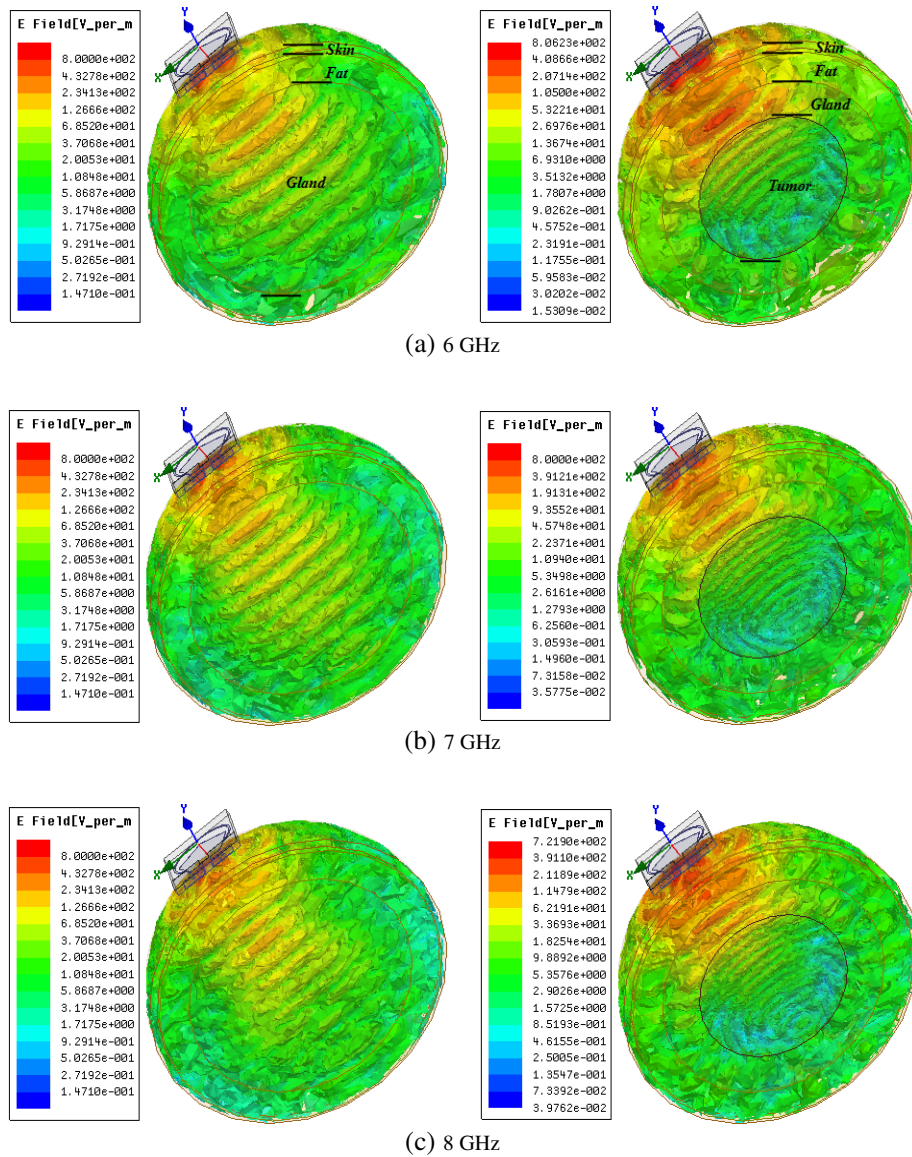 E Field[V_per_m
8.0000e+002
4.3278e+002
2.3413e+002
1.2666e+002
6.8520e+001
3.7068e+001
2.0053e+001
1.0848e+001
5.8687e+000
3.1748e+000
1.7175e+000
9.2914e-001
5.0265e-001
2.7192e-001
1.4710e-001
Y
X
Skin
Fat
Gland
E Field[V_per_m
8.0623e+002
4.0866e+002
2.0714e+002
1.0500e+002
5.3221e+001
2.6976e+001
1.3674e+001
6.9310e+000
3.5132e+000
1.7807e+000
9.0262e-001
4.5752e-001
2.3191e-001
1.1755e-001
5.9583e-002
3.0202e-002
1.5309e-002
Y
X
Skin
Fat
Gland
Tumor
(a) 6 GHz
E Field[V_per_m
8.0000e+002
4.3278e+002
2.3413e+002
1.2666e+002
6.8520e+001
3.7068e+001
2.0053e+001
1.0848e+001
5.8687e+000
3.1748e+000
1.7175e+000
9.2914e-001
5.0265e-001
2.7192e-001
1.4710e-001
Y
X
E Field[V_per_m
8.0000e+002
3.9121e+002
1.9131e+002
9.3552e+001
4.5748e+001
2.2371e+001
1.0940e+001
5.3498e+000
2.6161e+000
1.2793e+000
6.2560e-001
3.0593e-001
1.4960e-001
7.3158e-002
3.5775e-002
Y
X
(b) 7 GHz
E Field[V_per_m
8.0000e+002
4.3278e+002
2.3413e+002
1.2666e+002
6.8520e+001
3.7068e+001
2.0053e+001
1.0848e+001
5.8687e+000
3.1748e+000
1.7175e+000
9.2914e-001
5.0265e-001
2.7192e-001
1.4710e-001
Y
X
E Field[V_per_m
7.2190e+002
3.9110e+002
2.1189e+002
1.1479e+002
6.2191e+001
3.3693e+001
1.8254e+001
9.8892e+000
5.3576e+000
2.9026e+000
1.5725e+000
8.5193e-001
4.6155e-001
2.5005e-001
1.3547e-001
7.3392e-002
3.9762e-002
Y
X
(c) 8 GHz